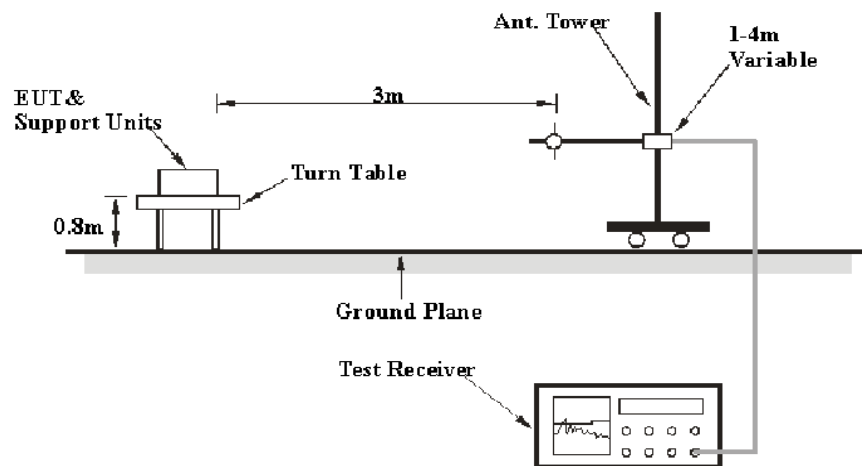 Ant. Tower
1-4m
Variable
3m
EUT &
Support Units
Turn Table
0.8m
Ground Plane
Test Receiver